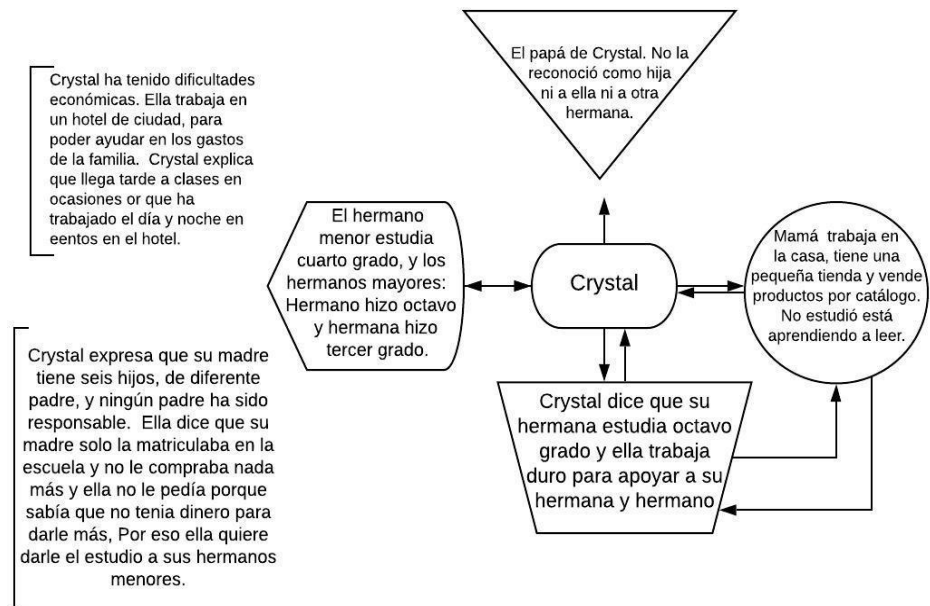 El papá de Crystal. No la
reconoció como hija
ni a ella ni a otra
hermana.
Crystal ha tenido dificultades
económicas. Ella trabaja en
un hotel de ciudad, para
poder ayudar en los gastos
de la familia.  Crystal explica
que llega tarde a clases en
ocasiones or que ha
trabajado el día y noche en
eentos en el hotel.
El hermano
menor estudia
cuarto grado, y los
hermanos mayores:
Hermano hizo octavo
y hermana hizo
tercer grado.
Crystal
Mamá  trabaja en
la casa, tiene una
pequeña tienda y vende
productos por catálogo.
No estudió está
aprendiendo a leer.
Crystal expresa que su madre
tiene seis hijos, de diferente
padre, y ningún padre ha sido
responsable.  Ella dice que su
madre solo la matriculaba en la
escuela y no le compraba nada
más y ella no le pedía porque
sabía que no tenia dinero para
darle más, Por eso ella quiere
darle el estudio a sus hermanos
menores.
Crystal dice que su
hermana estudia octavo
grado y ella trabaja
duro para apoyar a su
hermana y hermano